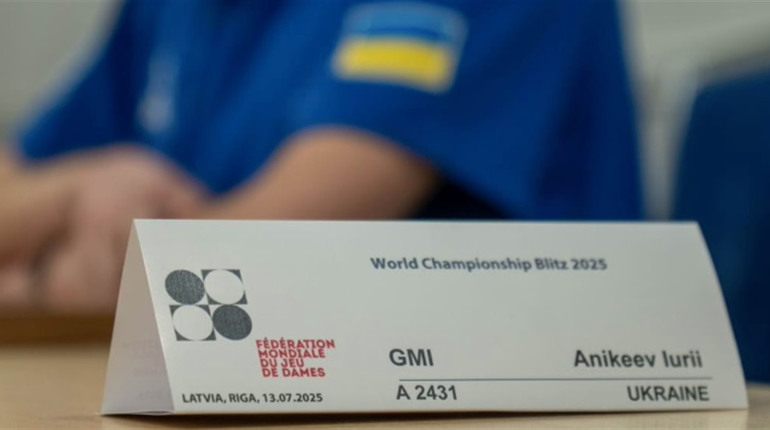 World Championship Blitz 2025
FÉDÉRATION
MONDIALE
DU JEU
DE DAMES
GMI Anikeev Iurii
A 2431 UKRAINE
LATVIA, RIGA, 13.07.2025